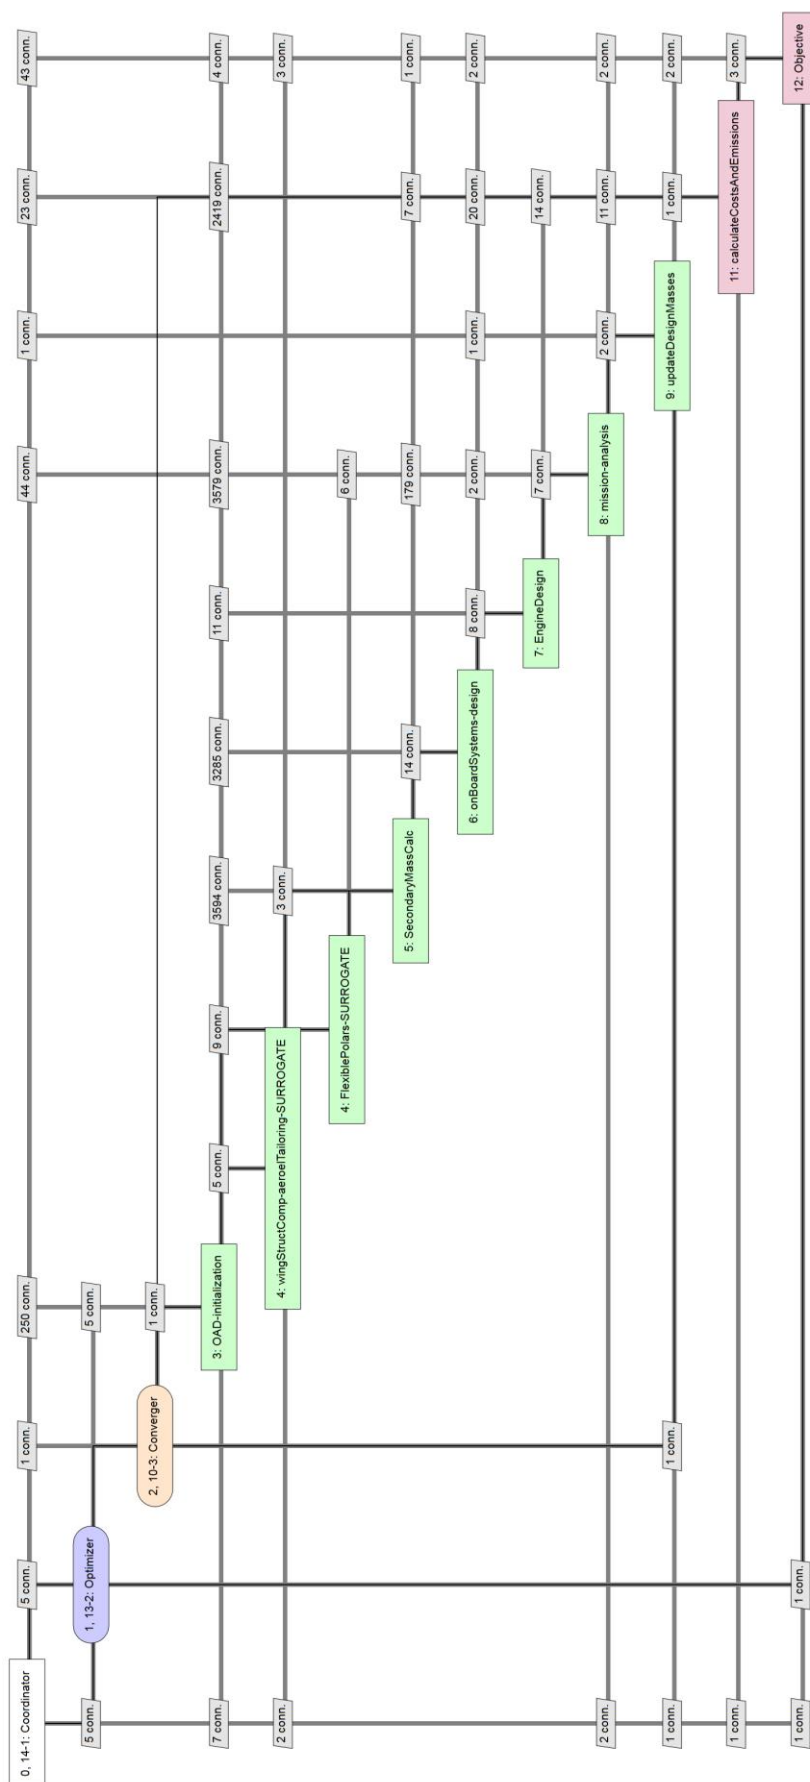 0, 14-1: Coordinator
5 conn.
1 conn.
250 conn.
44 conn.
1 conn.
23 conn.
43 conn.
5 conn.
1, 13-2: Optimizer
5 conn.
2, 10-3: Converger
1 conn.
7 conn.
3: OAD-initialization
5 conn.
9 conn.
3594 conn.
3285 conn.
11 conn.
3579 conn.
2419 conn.
4 conn.
2 conn.
4: wingStructComp-aeroelTailoring-SURROGATE
3 conn.
3 conn.
4: FlexiblePolars-SURROGATE
6 conn.
5: SecondaryMassCalc
14 conn.
179 conn.
7 conn.
1 conn.
6: onBoardSystems-design
8 conn.
2 conn.
1 conn.
20 conn.
2 conn.
7: EngineDesign
7 conn.
14 conn.
2 conn.
8: mission-analysis
2 conn.
11 conn.
2 conn.
1 conn.
1 conn.
9: updateDesignMasses
1 conn.
2 conn.
1 conn.
11: calculateCostsAndEmissions
3 conn.
1 conn.
1 conn.
12: Objective